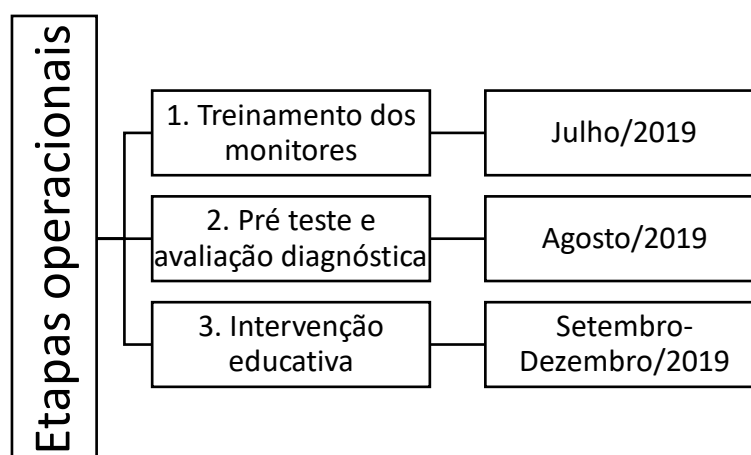 Etapas operacionais
1. Treinamento dos
monitores
Julho/2019
2. Pré teste e
avaliação diagnóstica
Agosto/2019
3. Intervenção
educativa
Setembro-
Dezembro/2019